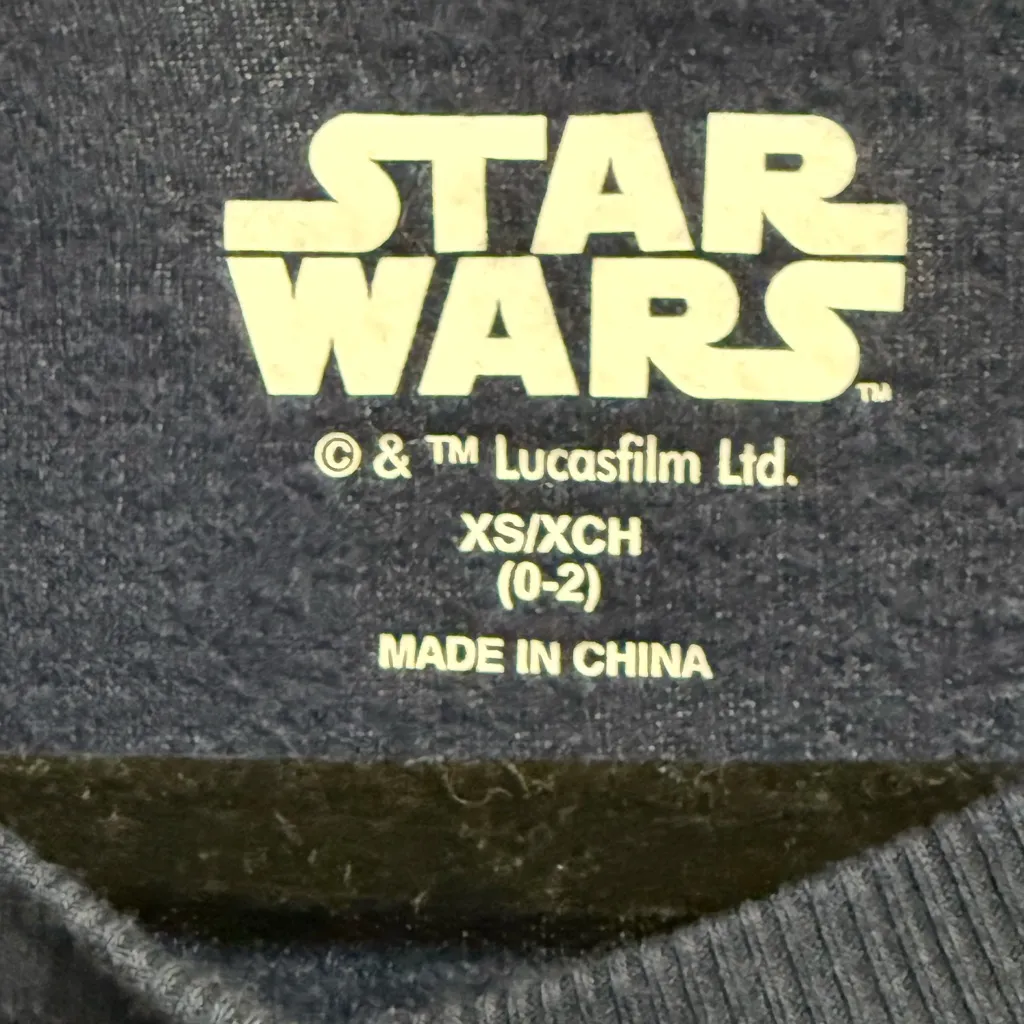 STAR
WARS™
© & ™ Lucasfilm Ltd.
XS/XCH
(0-2)
MADE IN CHINA